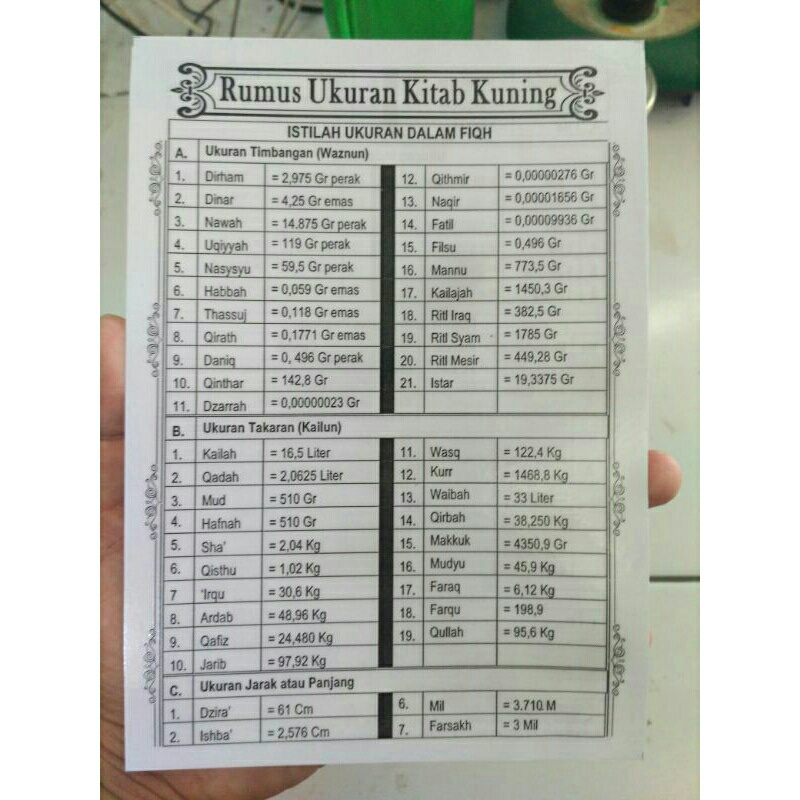 Rumus Ukuran Kitab Kuning
ISTILAH UKURAN DALAM FIQH
A. Ukuran Timbangan (Waznun)
1. Dirham = 2,975 Gr perak
2. Dinar = 4,25 Gr emas
3. Nawah = 14.875 Gr perak
4. Uqiyyah = 119 Gr perak
5. Nasysyu = 59,5 Gr perak
6. Habbah = 0,059 Gr emas
7. Thassuj = 0,118 Gr emas
8. Qirath = 0,1771 Gr emas
9. Daniq = 0, 496 Gr perak
10. Qinthar = 142,8 Gr
11. Dzarrah = 0,00000023 Gr
12. Qithmir = 0,00000276 Gr
13. Naqir = 0,00001656 Gr
14. Fatil = 0,00009936 Gr
15. Filsu = 0,496 Gr
16. Mannu = 773,5 Gr
17. Kailajah = 1450,3 Gr
18. Ritl Iraq = 382,5 Gr
19. Ritl Syam = 1785 Gr
20. Ritl Mesir = 449,28 Gr
21. Istar = 19,3375 Gr
B. Ukuran Takaran (Kailun)
1. Kailah = 16,5 Liter
2. Qadah = 2,0625 Liter
3. Mud = 510 Gr
4. Hafnah = 510 Gr
5. Sha' = 2,04 Kg
6. Qisthu = 1,02 Kg
7 'Irqu = 30,6 Kg
8. Ardab = 48,96 Kg
9. Qafiz = 24,480 Kg
10. Jarib = 97,92 Kg
11. Wasq = 122,4 Kg
12. Kurr = 1468,8 Kg
13. Waibah = 33 Liter
14. Qirbah = 38,250 Kg
15. Makkuk = 4350,9 Gr
16. Mudyu = 45,9 Kg
17. Faraq = 6,12 Kg
18. Farqu = 198,9
19. Qullah = 95,6 Kg
C. Ukuran Jarak atau Panjang
1. Dzira' = 61 Cm
2. Ishba' = 2,576 Cm
6. Mil = 3.710 M
7. Farsakh = 3 Mil